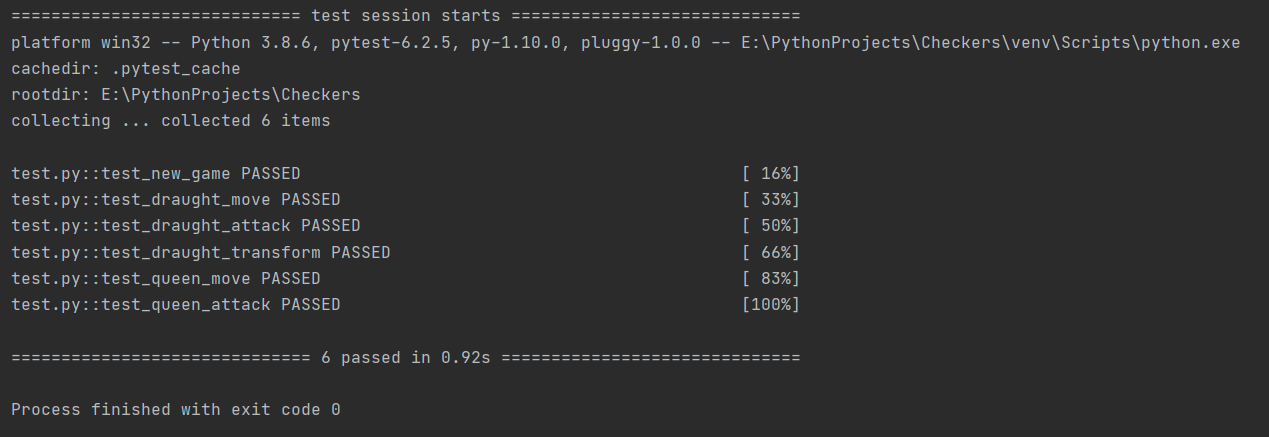 ============================= test session starts =============================
platform win32 -- Python 3.8.6, pytest-6.2.5, py-1.10.0, pluggy-1.0.0 -- E:\PythonProjects\Checkers\venv\Scripts\python.exe
cachedir: .pytest_cache
rootdir: E:\PythonProjects\Checkers
collecting ... collected 6 items
test.py::test_new_game PASSED                                            [ 16%]
test.py::test_draught_move PASSED                                        [ 33%]
test.py::test_draught_attack PASSED                                      [ 50%]
test.py::test_draught_transform PASSED                                   [ 66%]
test.py::test_queen_move PASSED                                          [ 83%]
test.py::test_queen_attack PASSED                                        [100%]
============================== 6 passed in 0.92s ==============================
Process finished with exit code 0